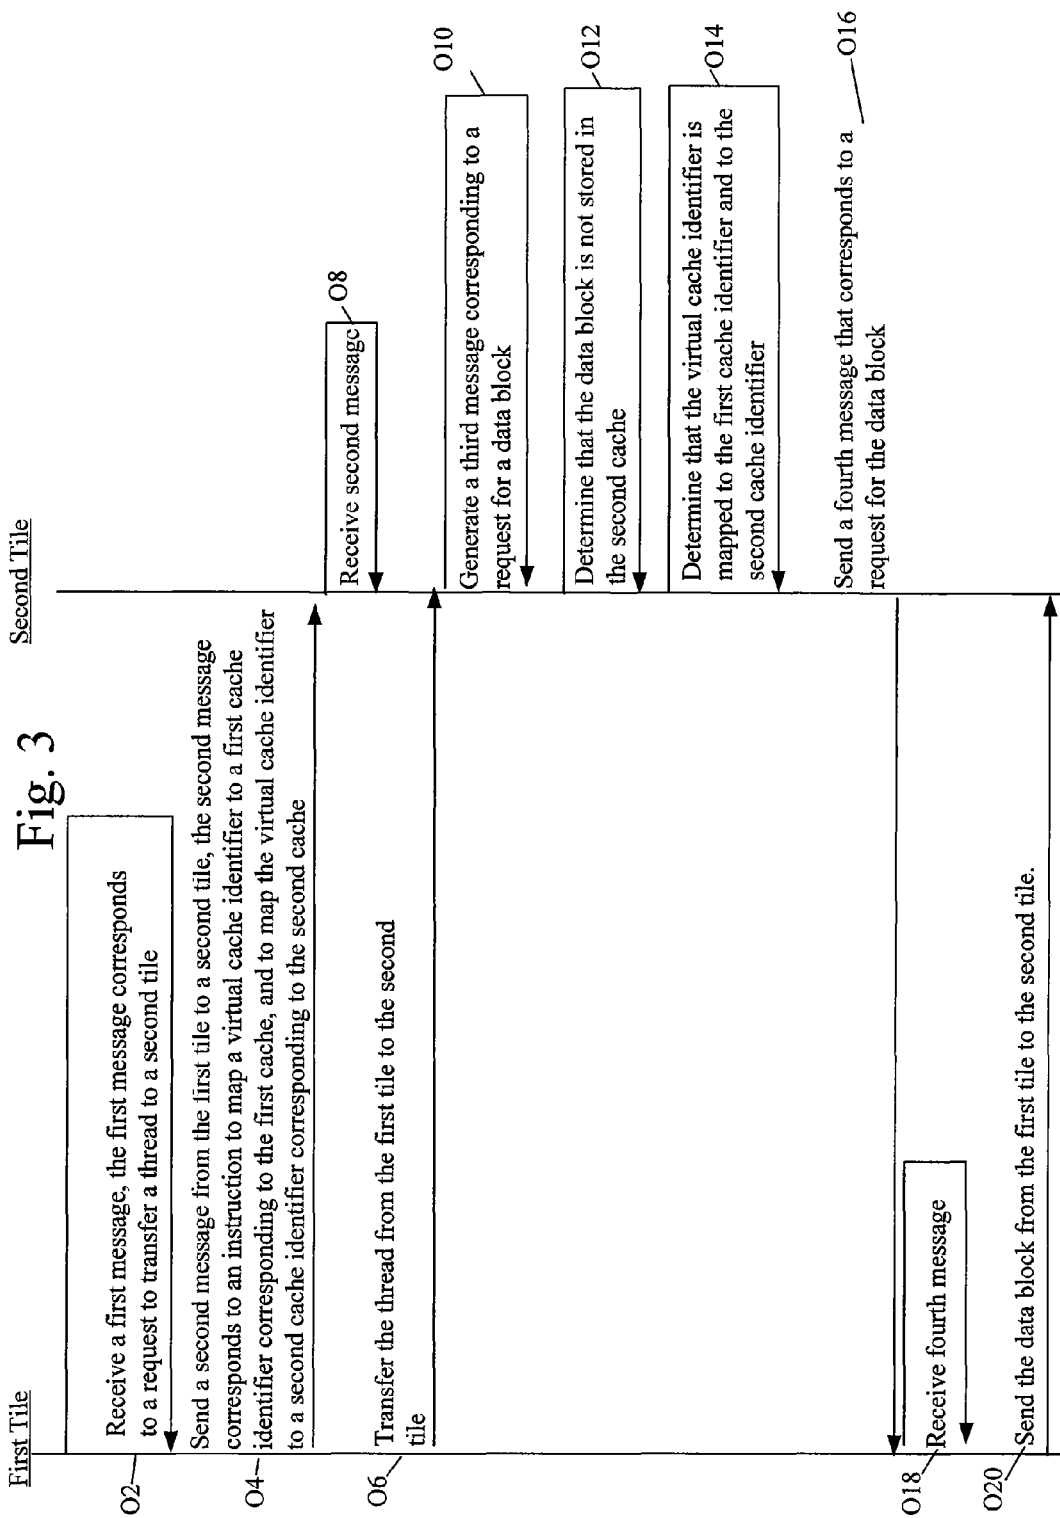 Fig. 3
First Tile
Second Tile
O2
Receive a first message, the first message corresponds
to a request to transfer a thread to a second tile
O4
Send a second message from the first tile to a second tile, the second message
corresponds to an instruction to map a virtual cache identifier to a first cache
identifier corresponding to the first cache, and to map the virtual cache identifier
to a second cache identifier corresponding to the second cache
Receive second message
O8
O6
Transfer the thread from the first tile to the second
tile
Generate a third message corresponding to a
request for a data block
O10
Determine that the data block is not stored in
the second cache
O12
Determine that the virtual cache identifier is
mapped to the first cache identifier and to the
second cache identifier
O14
Send a fourth message that corresponds to a
request for the data block
O16
O18
Receive fourth message
O20
Send the data block from the first tile to the second tile.